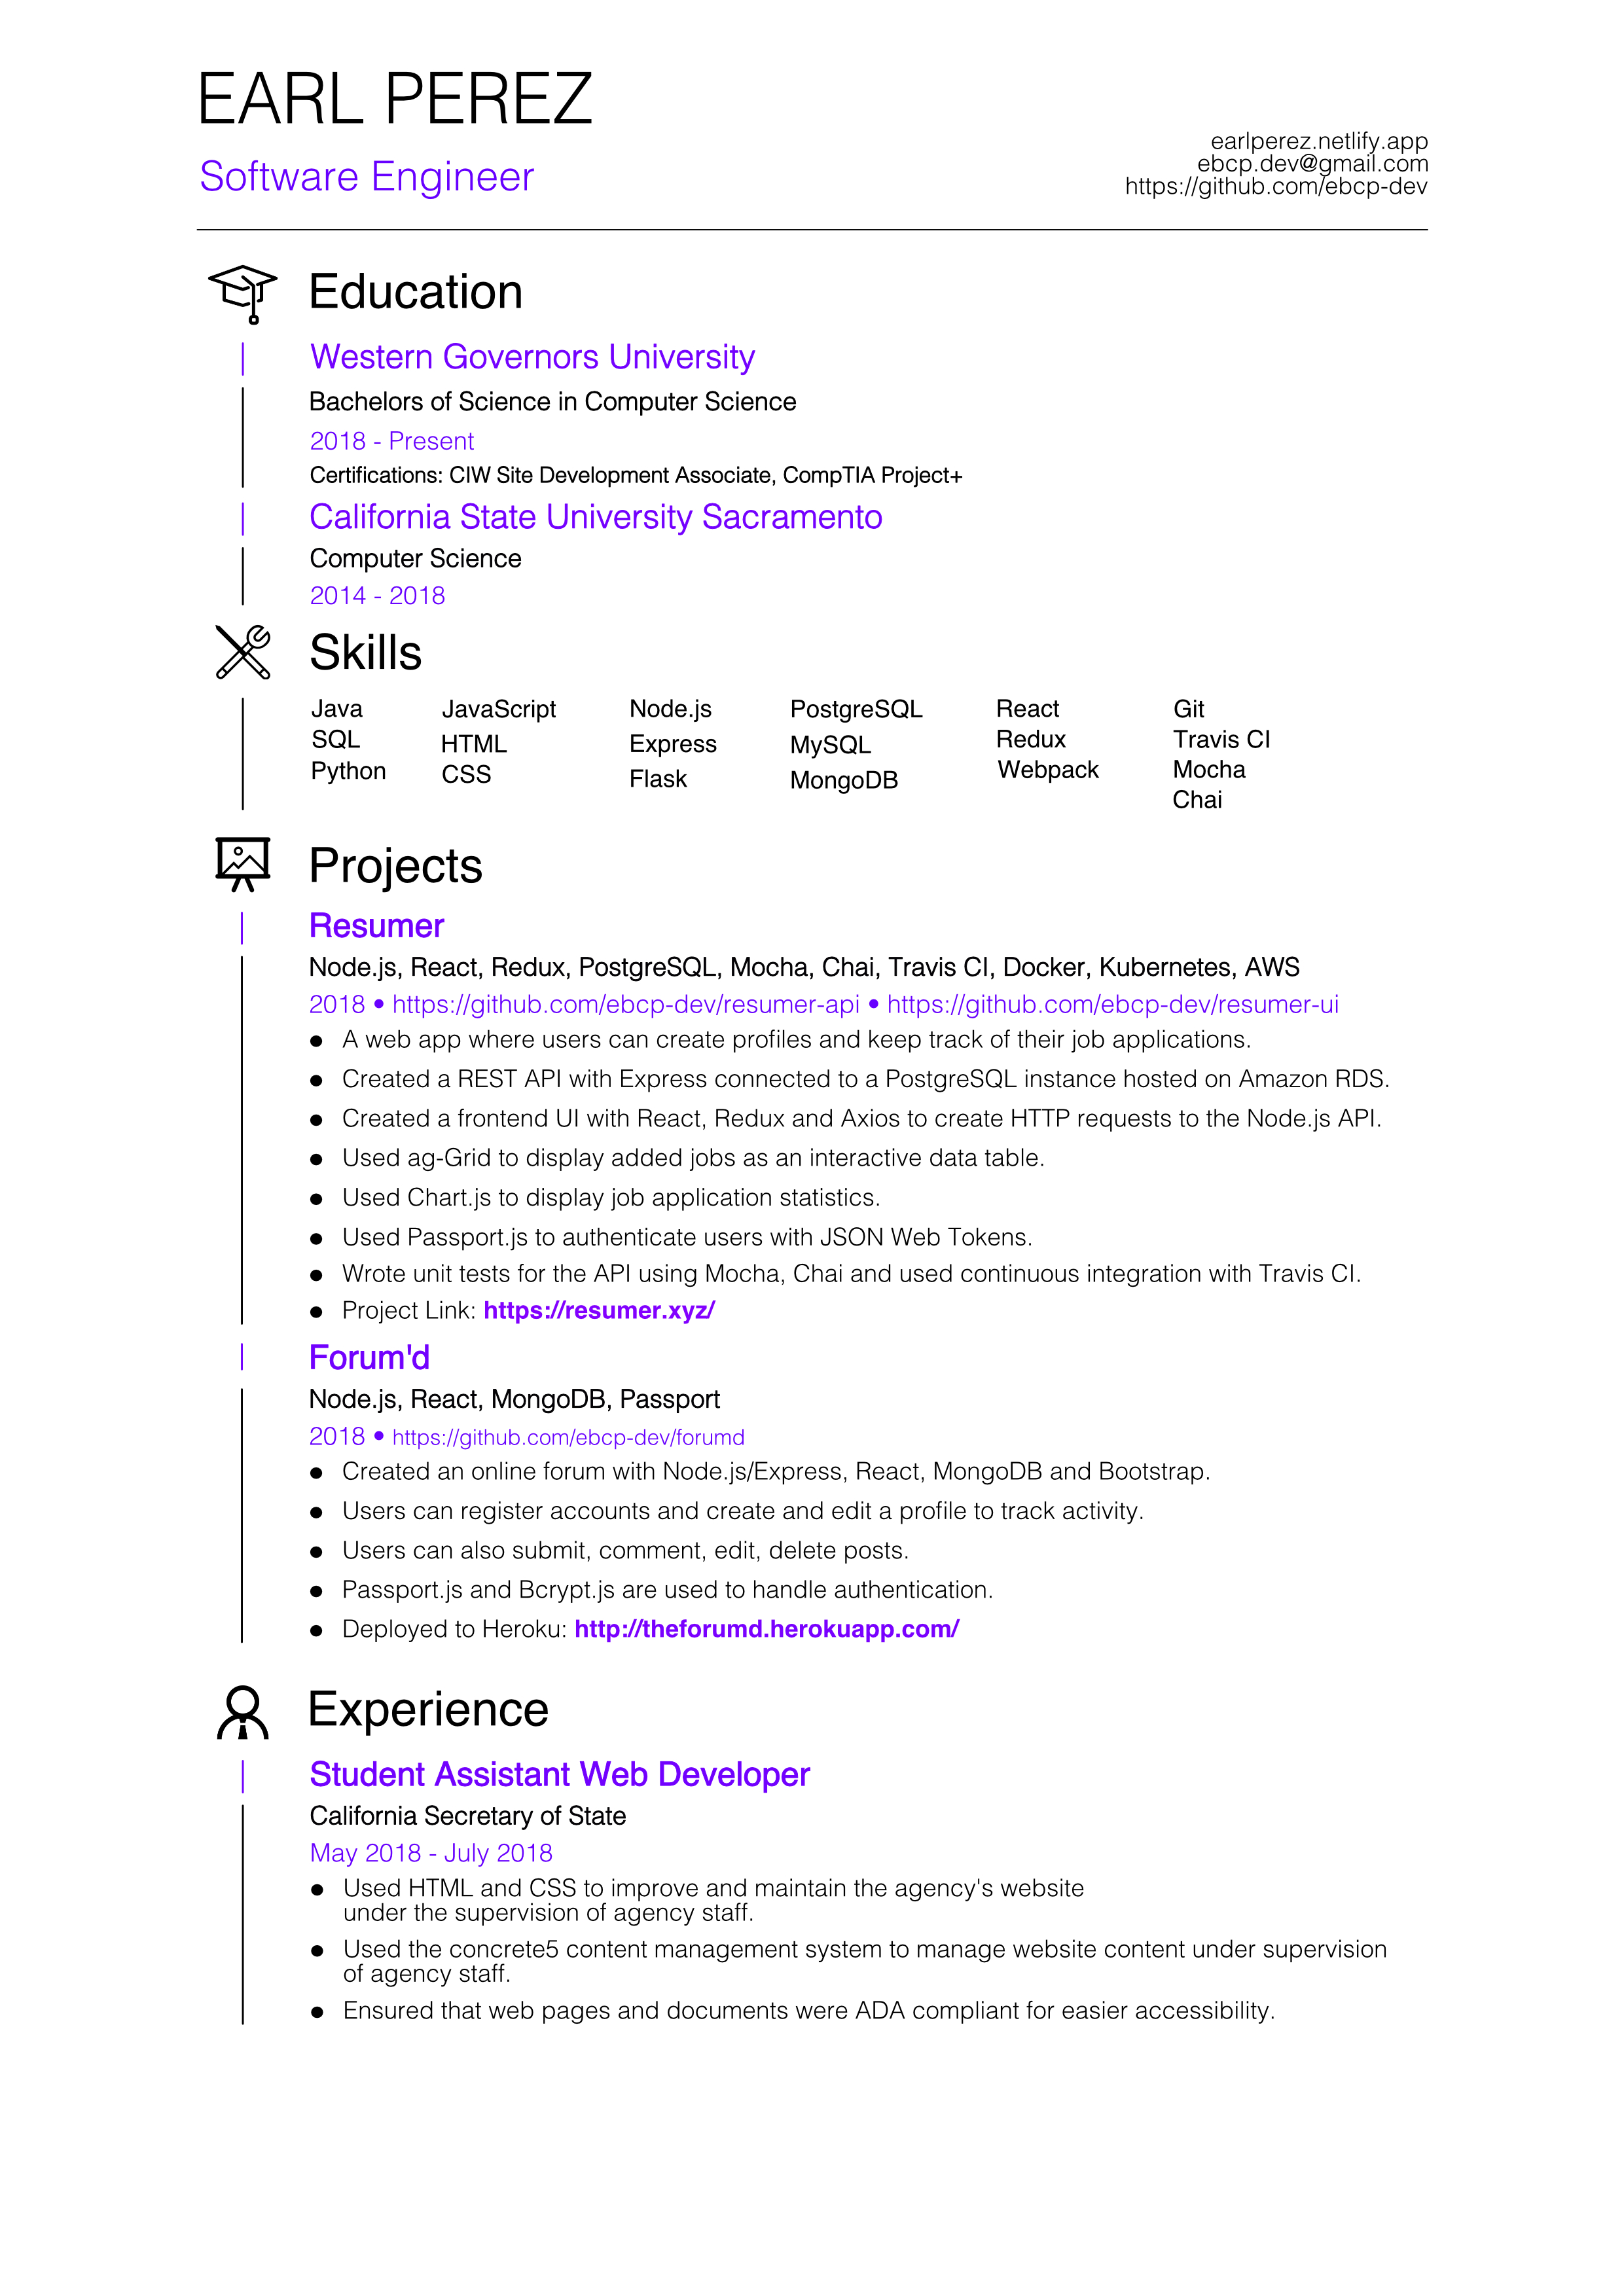 EARL PEREZ
Software Engineer
earlperez.netlify.app
ebcp.dev@gmail.com
https://github.com/ebcp-dev
Education
Western Governors University
Bachelors of Science in Computer Science
2018 - Present
Certifications: CIW Site Development Associate, CompTIA Project+
California State University Sacramento
Computer Science
2014 - 2018
Skills
Java JavaScript Node.js PostgreSQL React Git
SQL HTML Express MySQL Redux Travis CI
Python CSS Flask MongoDB Webpack Mocha
Chai
Projects
Resumer
Node.js, React, Redux, PostgreSQL, Mocha, Chai, Travis CI, Docker, Kubernetes, AWS
2018 • https://github.com/ebcp-dev/resumer-api • https://github.com/ebcp-dev/resumer-ui
● A web app where users can create profiles and keep track of their job applications.
● Created a REST API with Express connected to a PostgreSQL instance hosted on Amazon RDS.
● Created a frontend UI with React, Redux and Axios to create HTTP requests to the Node.js API.
● Used ag-Grid to display added jobs as an interactive data table.
● Used Chart.js to display job application statistics.
● Used Passport.js to authenticate users with JSON Web Tokens.
● Wrote unit tests for the API using Mocha, Chai and used continuous integration with Travis CI.
● Project Link: https://resumer.xyz/
Forum'd
Node.js, React, MongoDB, Passport
2018 • https://github.com/ebcp-dev/forumd
● Created an online forum with Node.js/Express, React, MongoDB and Bootstrap.
● Users can register accounts and create and edit a profile to track activity.
● Users can also submit, comment, edit, delete posts.
● Passport.js and Bcrypt.js are used to handle authentication.
● Deployed to Heroku: http://theforumd.herokuapp.com/
Experience
Student Assistant Web Developer
California Secretary of State
May 2018 - July 2018
● Used HTML and CSS to improve and maintain the agency's website
under the supervision of agency staff.
● Used the concrete5 content management system to manage website content under supervision
of agency staff.
● Ensured that web pages and documents were ADA compliant for easier accessibility.